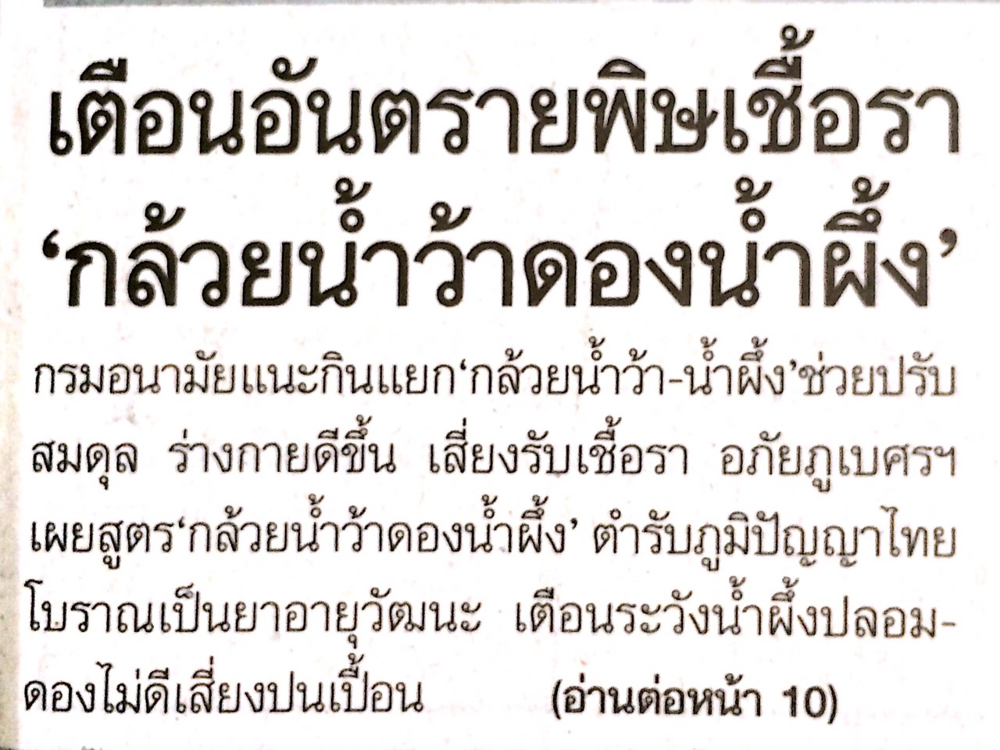 เตือนอันตรายพิษเชื้อรา
‘กล้วยน้ำว้าดองน้ำผึ้ง’
กรมอนามัยแนะกินแยก‘กล้วยน้ำว้า-น้ำผึ้ง’ช่วยปรับ
สมดุล ร่างกายดีขึ้น เสี่ยงรับเชื้อรา อภัยภูเบศรฯ
เผยสูตร‘กล้วยน้ำว้าดองน้ำผึ้ง’ ตำรับภูมิปัญญาไทย
โบราณเป็นยาอายุวัฒนะ เตือนระวังน้ำผึ้งปลอม-
ดองไม่ดีเสี่ยงปนเปื้อน (อ่านต่อหน้า 10)